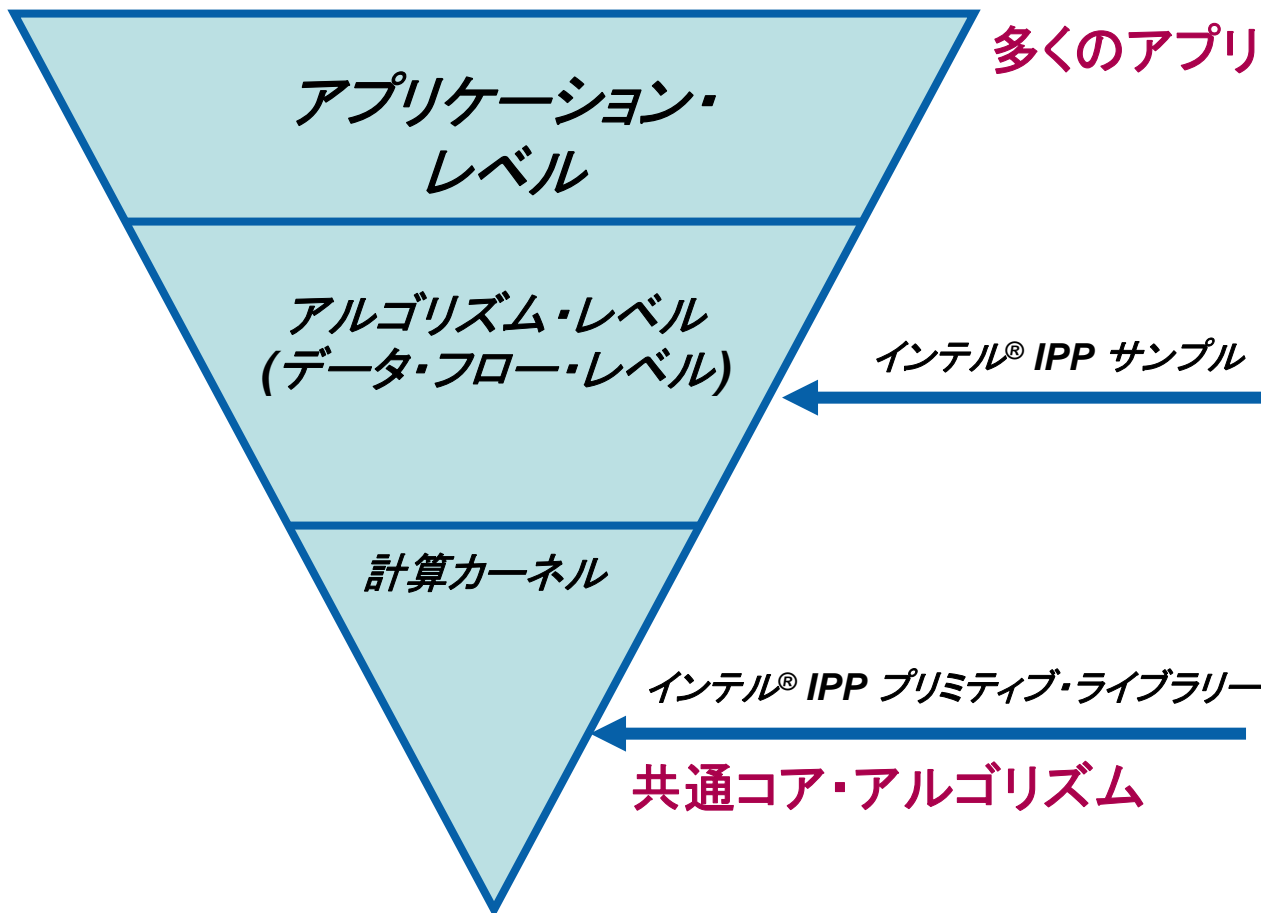 多くのアプリ
アプリケーション・
レベル
アルゴリズム・レベル
(データ・フロー・レベル)
インテル® IPP サンプル
計算カーネル
インテル® IPP プリミティブ・ライブラリー
共通コア・アルゴリズム